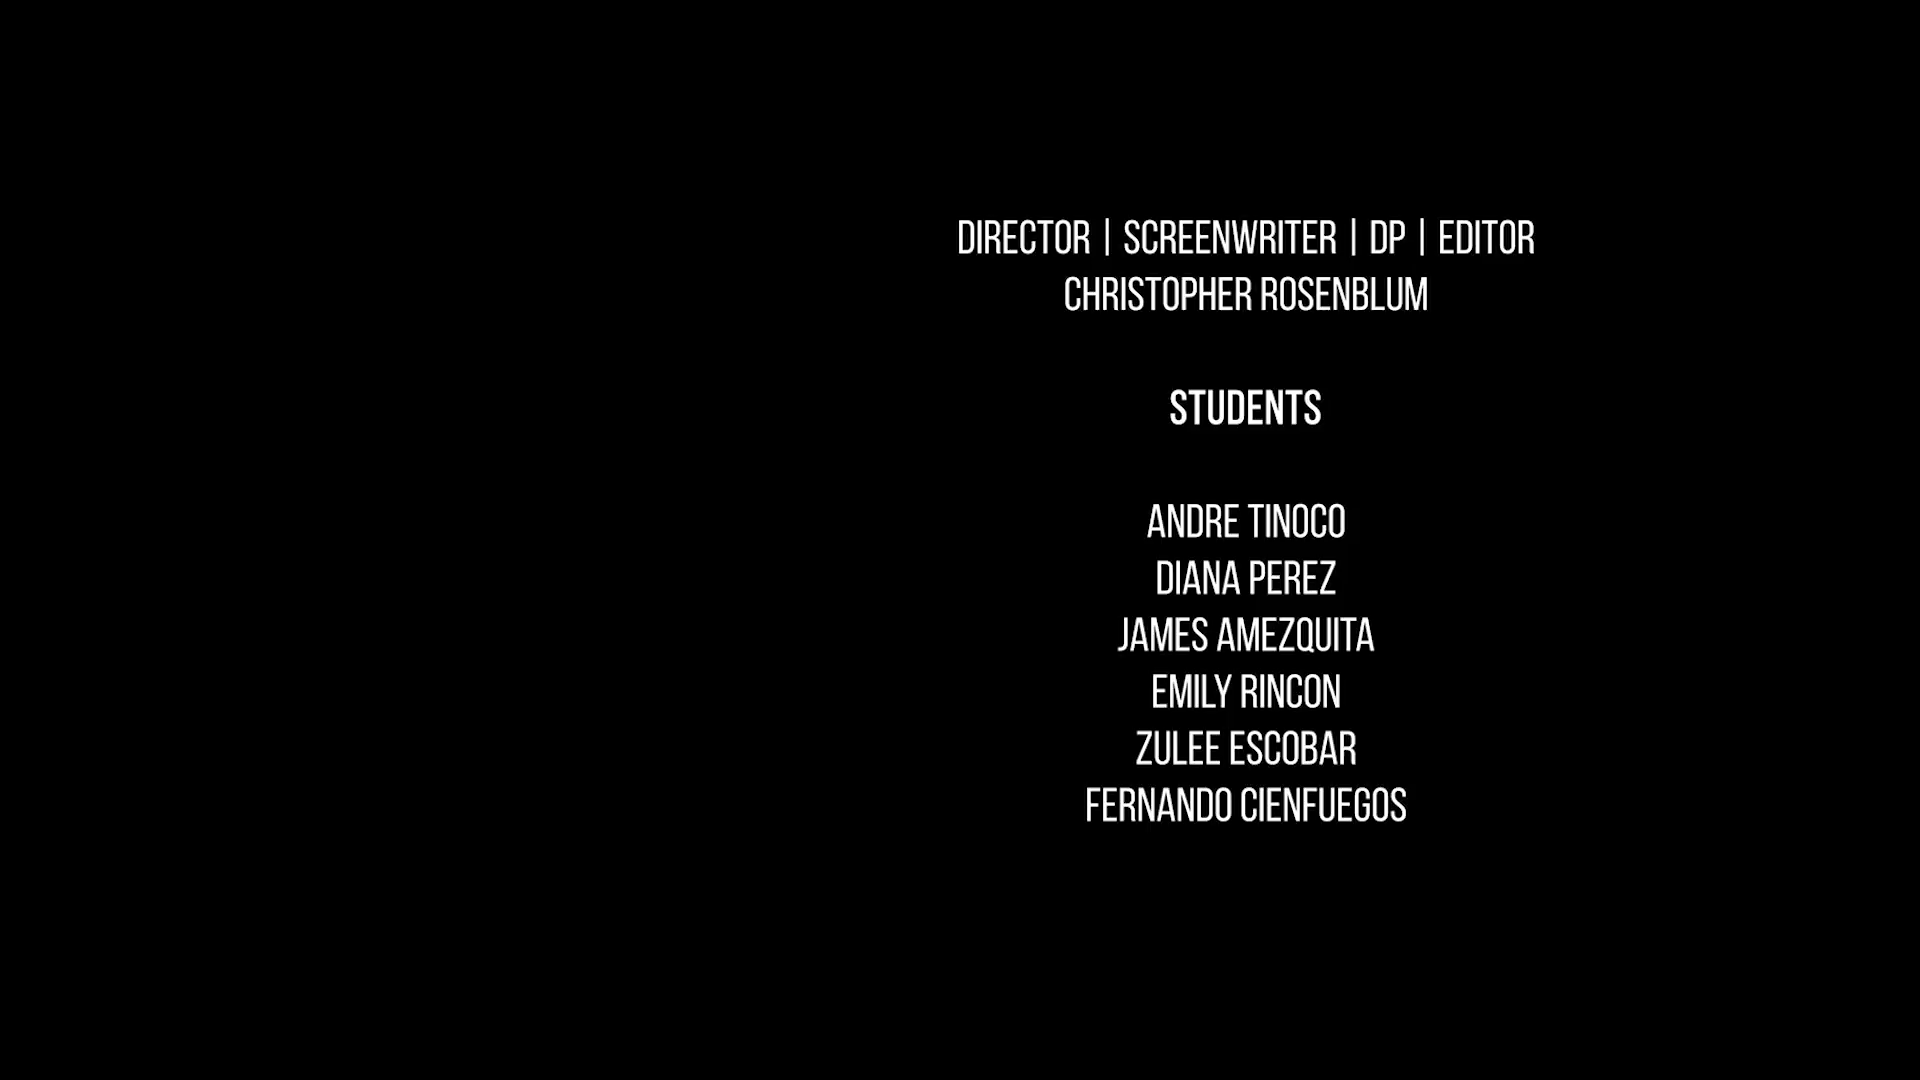 DIRECTOR | SCREENWRITER | DP | EDITOR
CHRISTOPHER ROSENBLUM
STUDENTS
ANDRE TINOCO
DIANA PEREZ
JAMES AMEZQUITA
EMILY RINCON
ZULEE ESCOBAR
FERNANDO CIENFUEGOS